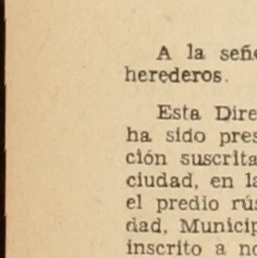 A la seño
herederos.
Esta Dire
ha sido pres
ción suscrita
ciudad, en la
el predio rús
dad, Municip
inscrito a no